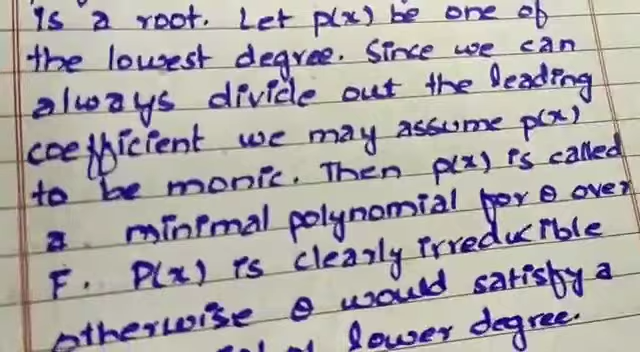 is a root. Let p(x) be one of
the lowest degree. Since we can
always divide out the leading
coefficient we may assume p(x)
to be monic. Then p(x) is called
a minimal polynomial for θ over
F. P(x) is clearly irreducible
otherwise θ would satisfy a
lower degree.